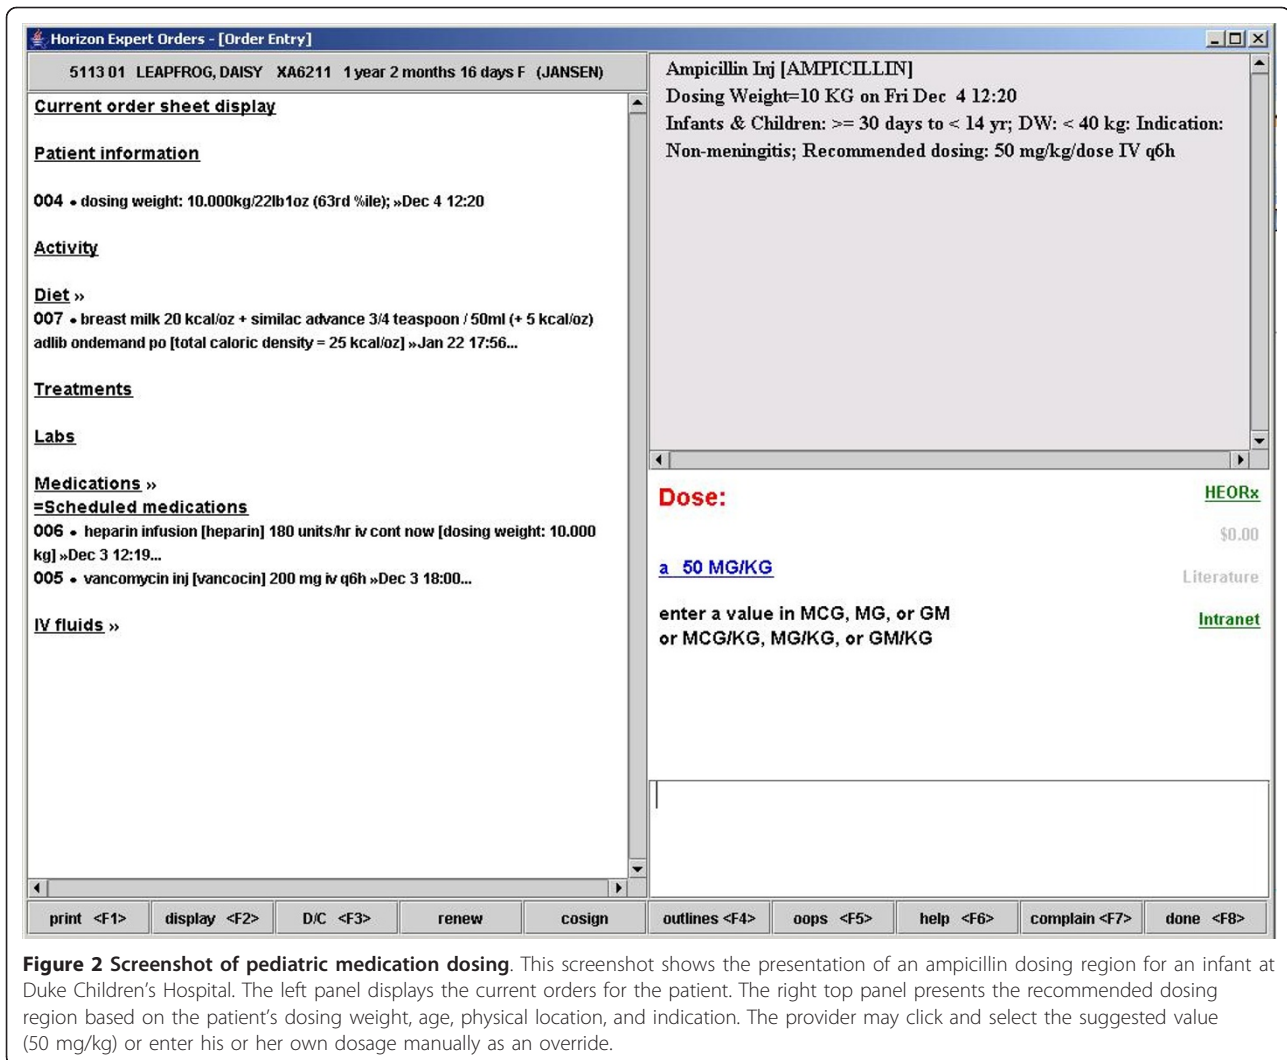 Horizon Expert Orders - [Order Entry]
5113 01 LEAPFROG, DAISY XA6211 1 year 2 months 16 days F (JANSEN)
Current order sheet display
Patient information
004 • dosing weight: 10.000kg/22lb1oz (63rd %ile); »Dec 4 12:20
Activity
Diet »
007 • breast milk 20 kcal/oz + similac advance 3/4 teaspoon / 50ml (+ 5 kcal/oz)
adlib ondemand po [total caloric density = 25 kcal/oz] »Jan 22 17:56...
Treatments
Labs
Medications »
=Scheduled medications
006 • heparin infusion [heparin] 180 units/hr iv cont now [dosing weight: 10.000
kg] »Dec 3 12:19...
005 • vancomycin inj [vancocin] 200 mg iv q6h »Dec 3 18:00...
IV fluids »
Ampicillin Inj [AMPICILLIN]
Dosing Weight=10 KG on Fri Dec 4 12:20
Infants & Children: >= 30 days to < 14 yr; DW: < 40 kg: Indication:
Non-meningitis; Recommended dosing: 50 mg/kg/dose IV q6h
Dose:
HEORx
$0.00
a 50 MG/KG
Literature
enter a value in MCG, MG, or GM
Intranet
or MCG/KG, MG/KG, or GM/KG
print <F1> display <F2> D/C <F3> renew cosign outlines <F4> oops <F5> help <F6> complain <F7> done <F8>
Figure 2 Screenshot of pediatric medication dosing. This screenshot shows the presentation of an ampicillin dosing region for an infant at
Duke Children's Hospital. The left panel displays the current orders for the patient. The right top panel presents the recommended dosing
region based on the patient's dosing weight, age, physical location, and indication. The provider may click and select the suggested value
(50 mg/kg) or enter his or her own dosage manually as an override.